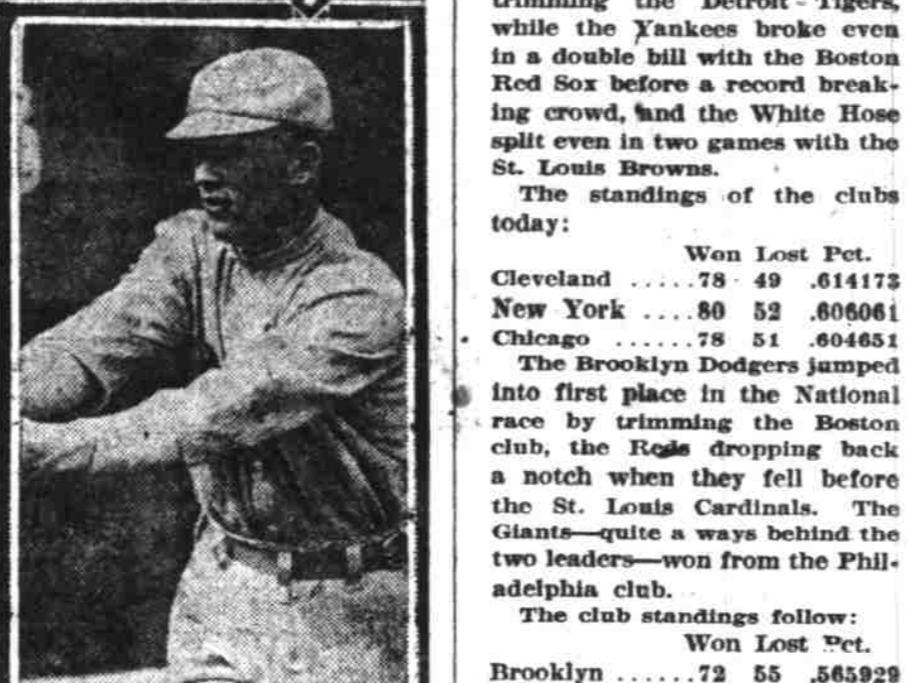 trimming the Detroit - Tigers,
while the Yankees broke even
in a double bill with the Boston
Red Sox before a record break-
ing crowd, and the White Hose
split even in two games with the
St. Louis Browns.
The standings of the clubs
today:
Won Lost Pct.
Cleveland .....78 49 .614173
New York ....80 52 .606061
Chicago ......78 51 .604651
The Brooklyn Dodgers jumped
into first place in the National
race by trimming the Boston
club, the Reds dropping back
a notch when they fell before
the St. Louis Cardinals. The
Giants—quite a ways behind the
two leaders—won from the Phil-
adelphia club.
The club standings follow:
Won Lost Pct.
Brooklyn ......72 55 .565929